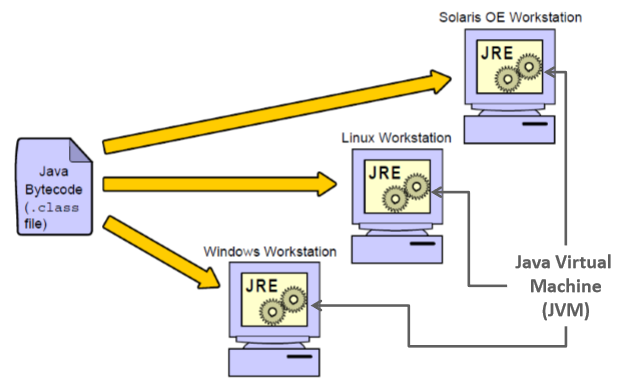 Solaris OE Workstation
JRE
Linux Workstation
JRE
Java
Bytecode
(.class
file)
Windows Workstation
JRE
Java Virtual
Machine
(JVM)